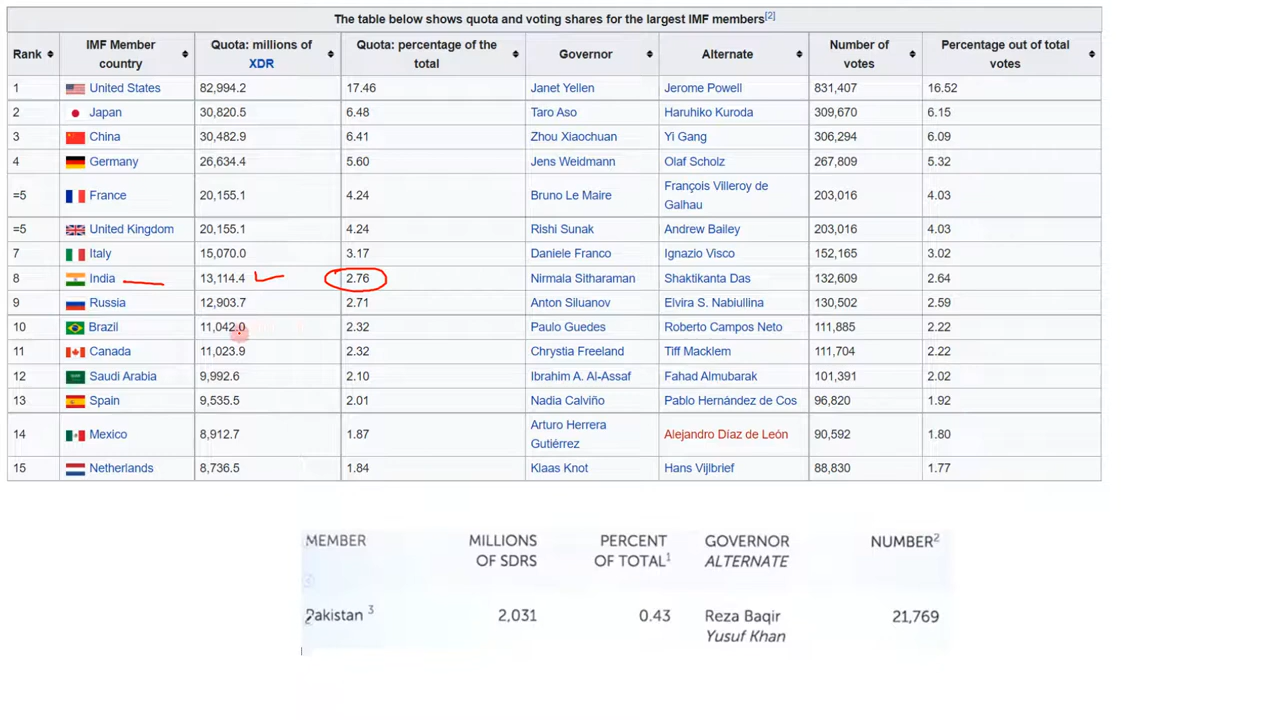 The table below shows quota and voting shares for the largest IMF members[2]
Rank IMF Member country Quota: millions of XDR Quota: percentage of the total Governor Alternate Number of votes Percentage out of total votes
1 United States 82,994.2 17.46 Janet Yellen Jerome Powell 831,407 16.52
2 Japan 30,820.5 6.48 Taro Aso Haruhiko Kuroda 309,670 6.15
3 China 30,482.9 6.41 Zhou Xiaochuan Yi Gang 306,294 6.09
4 Germany 26,634.4 5.60 Jens Weidmann Olaf Scholz 267,809 5.32
=5 France 20,155.1 4.24 Bruno Le Maire François Villeroy de Galhau 203,016 4.03
=5 United Kingdom 20,155.1 4.24 Rishi Sunak Andrew Bailey 203,016 4.03
7 Italy 15,070.0 3.17 Daniele Franco Ignazio Visco 152,165 3.02
8 India 13,114.4 2.76 Nirmala Sitharaman Shaktikanta Das 132,609 2.64
9 Russia 12,903.7 2.71 Anton Siluanov Elvira S. Nabiullina 130,502 2.59
10 Brazil 11,042.0 2.32 Paulo Guedes Roberto Campos Neto 111,885 2.22
11 Canada 11,023.9 2.32 Chrystia Freeland Tiff Macklem 111,704 2.22
12 Saudi Arabia 9,992.6 2.10 Ibrahim A. Al-Assaf Fahad Almubarak 101,391 2.02
13 Spain 9,535.5 2.01 Nadia Calviño Pablo Hernández de Cos 96,820 1.92
14 Mexico 8,912.7 1.87 Arturo Herrera Gutiérrez Alejandro Díaz de León 90,592 1.80
15 Netherlands 8,736.5 1.84 Klaas Knot Hans Vijlbrief 88,830 1.77
MEMBER MILLIONS PERCENT GOVERNOR NUMBER2
OF SDRS OF TOTAL1 ALTERNATE
Pakistan 3 2,031 0.43 Reza Baqir 21,769
Yusuf Khan